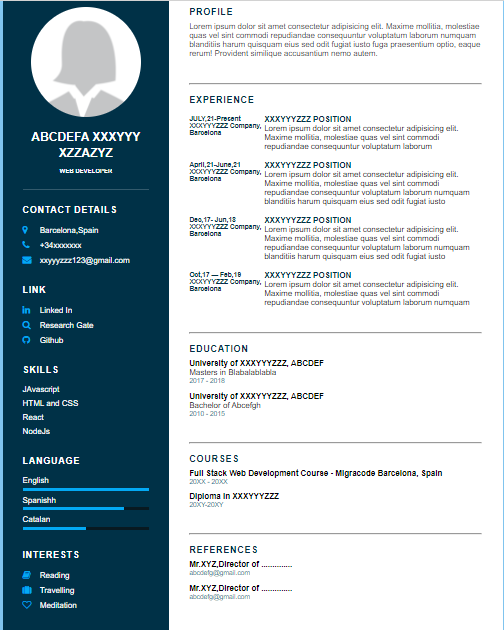 ABCDEFA XXXYYY
XZZAZYZ
WEB DEVELOPER
CONTACT DETAILS
Barcelona,Spain
+34xxxxxxx
xxyyyzzz123@gmail.com
LINK
Linked In
Research Gate
Github
SKILLS
JAvascript
HTML and CSS
React
NodeJs
LANGUAGE
English
Spanishh
Catalan
INTERESTS
Reading
Travelling
Meditation
PROFILE
Lorem ipsum dolor sit amet consectetur adipisicing elit. Maxime mollitia, molestiae
quas vel sint commodi repudiandae consequuntur voluptatum laborum numquam
blanditiis harum quisquam eius sed odit fugiat iusto fuga praesentium optio, eaque
rerum! Provident similique accusantium nemo autem.
EXPERIENCE
JULY,21-Present
XXXYYYZZZ Company,
Barcelona
XXXYYYZZZ POSITION
Lorem ipsum dolor sit amet consectetur adipisicing elit.
Maxime mollitia, molestiae quas vel sint commodi
repudiandae consequuntur voluptatum laborum
April,21-June,21
XXXYYYZZZ Company,
Barcelona
XXXYYYZZZ POSITION
Lorem ipsum dolor sit amet consectetur adipisicing elit.
Maxime mollitia, molestiae quas vel sint commodi
repudiandae consequuntur voluptatum laborum numquam
blanditiis harum quisquam eius sed odit fugiat iusto
Dec,17- Jun,18
XXXYYYZZZ Company,
Barcelona
XXXYYYZZZ POSITION
Lorem ipsum dolor sit amet consectetur adipisicing elit.
Maxime mollitia, molestiae quas vel sint commodi
repudiandae consequuntur voluptatum laborum numquam
blanditiis harum quisquam eius sed odit fugiat iusto
Oct,17 — Feb,19
XXXYYYZZZ Company,
Barcelona
XXXYYYZZZ POSITION
Lorem ipsum dolor sit amet consectetur adipisicing elit.
Maxime mollitia, molestiae quas vel sint commodi
repudiandae consequuntur voluptatum laborum numquam
EDUCATION
University of XXXYYYZZZ, ABCDEF
Masters in Blabalablabla
2017 - 2018
University of XXXYYYZZZ, ABCDEF
Bachelor of Abcefgh
2010 - 2015
COURSES
Full Stack Web Development Course - Migracode Barcelona, Spain
20XX - 20XX
Diploma in XXXYYYZZZ
20XY-20XY
REFERENCES
Mr.XYZ,Director of .............
abcdefg@gmail.com
Mr.XYZ,Director of .............
abcdefg@gmail.com